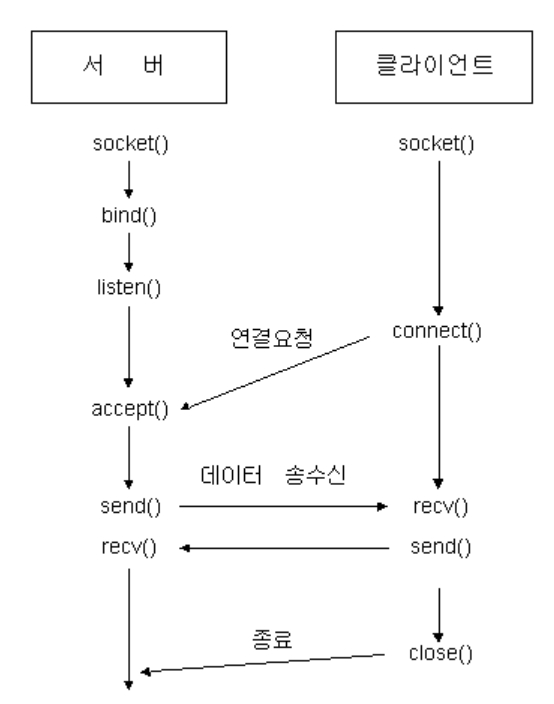 서 버 클라이언트
socket() socket()
bind()
listen()
연결요청 connect()
accept()
데이터 송수신
send() recv()
recv() send()
종료 close()